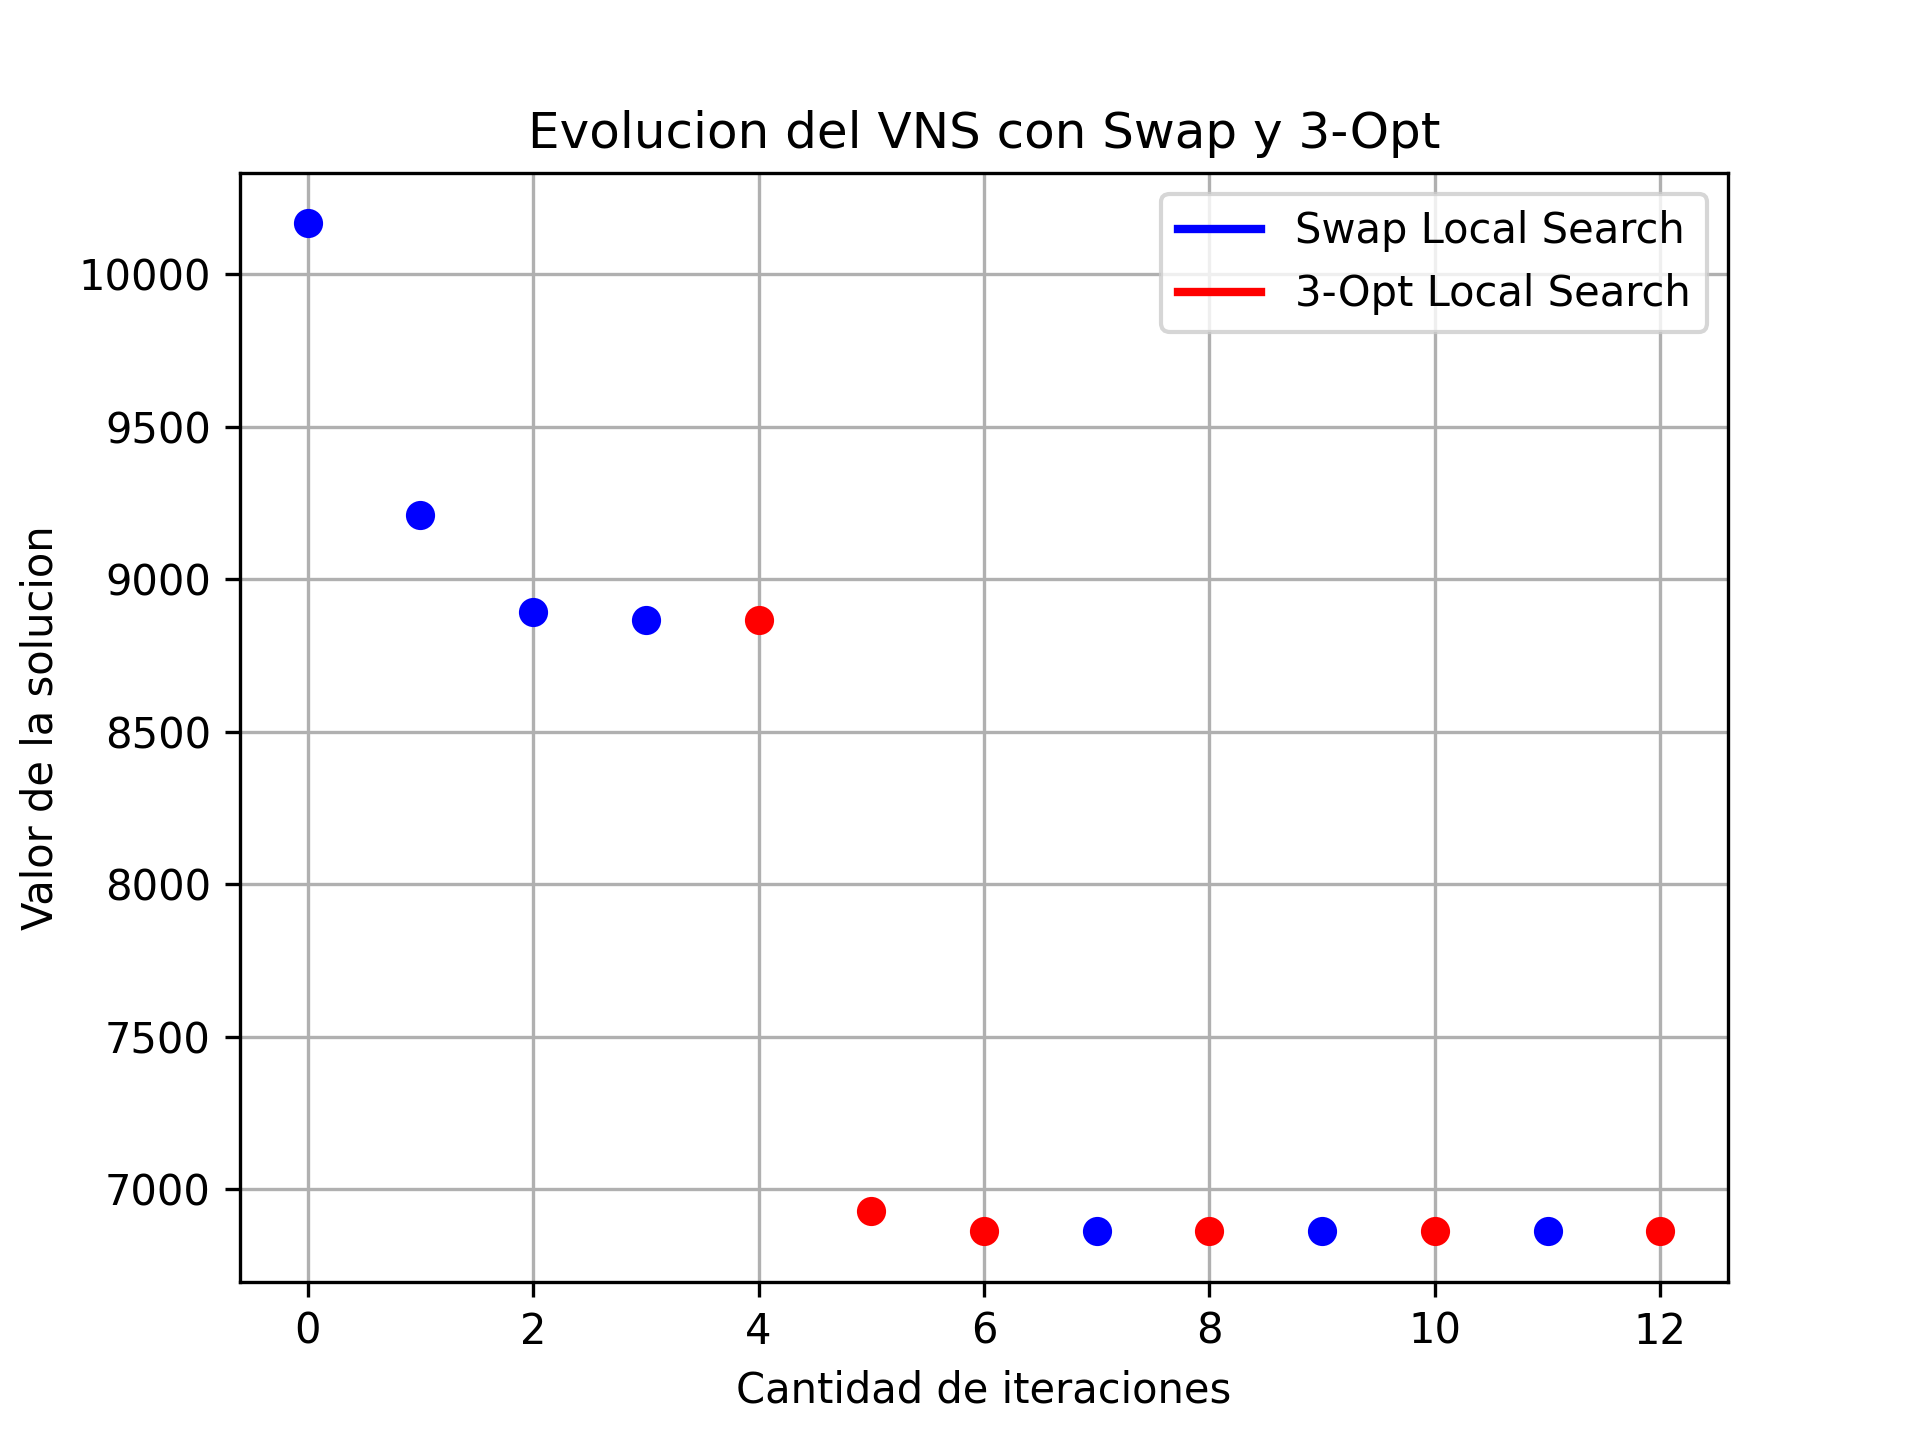 Evolucion del VNS con Swap y 3-Opt
Swap Local Search
3-Opt Local Search
Valor de la solucion
10000
9500
9000
8500
8000
7500
7000
0 2 4 6 8 10 12
Cantidad de iteraciones